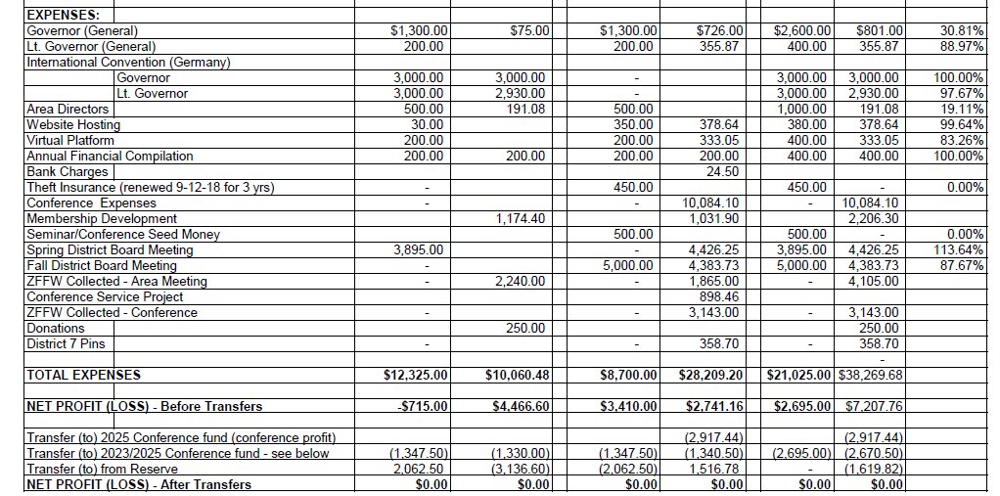 EXPENSES:
Governor (General) $1,300.00 $75.00 $1,300.00 $726.00 $2,600.00 $801.00 30.81%
Lt. Governor (General) 200.00 200.00 355.87 400.00 355.87 88.97%
International Convention (Germany)
Governor 3,000.00 3,000.00 - 3,000.00 3,000.00 100.00%
Lt. Governor 3,000.00 2,930.00 - 3,000.00 2,930.00 97.67%
Area Directors 500.00 191.08 500.00 1,000.00 191.08 19.11%
Website Hosting 30.00 350.00 378.64 380.00 378.64 99.64%
Virtual Platform 200.00 200.00 333.05 400.00 333.05 83.26%
Annual Financial Compilation 200.00 200.00 200.00 200.00 400.00 400.00 100.00%
Bank Charges 24.50
Theft Insurance (renewed 9-12-18 for 3 yrs) - 450.00 450.00 - 0.00%
Conference Expenses - - 10,084.10 - 10,084.10
Membership Development 1,174.40 1,031.90 2,206.30
Seminar/Conference Seed Money 500.00 500.00 - 0.00%
Spring District Board Meeting 3,895.00 - 4,426.25 3,895.00 4,426.25 113.64%
Fall District Board Meeting - 5,000.00 4,383.73 5,000.00 4,383.73 87.67%
ZFFW Collected - Area Meeting - 2,240.00 - 1,865.00 - 4,105.00
Conference Service Project 898.46
ZFFW Collected - Conference - - 3,143.00 - 3,143.00
Donations 250.00 250.00
District 7 Pins - - 358.70 - 358.70
-
TOTAL EXPENSES $12,325.00 $10,060.48 $8,700.00 $28,209.20 $21,025.00 $38,269.68
NET PROFIT (LOSS) - Before Transfers -$715.00 $4,466.60 $3,410.00 $2,741.16 $2,695.00 $7,207.76
Transfer (to) 2025 Conference fund (conference profit) (2,917.44) (2,917.44)
Transfer (to) 2023/2025 Conference fund - see below (1,347.50) (1,330.00) (1,347.50) (1,340.50) (2,695.00) (2,670.50)
Transfer (to) from Reserve 2,062.50 (3,136.60) (2,062.50) 1,516.78 - (1,619.82)
NET PROFIT (LOSS) - After Transfers $0.00 $0.00 $0.00 $0.00 $0.00 $0.00